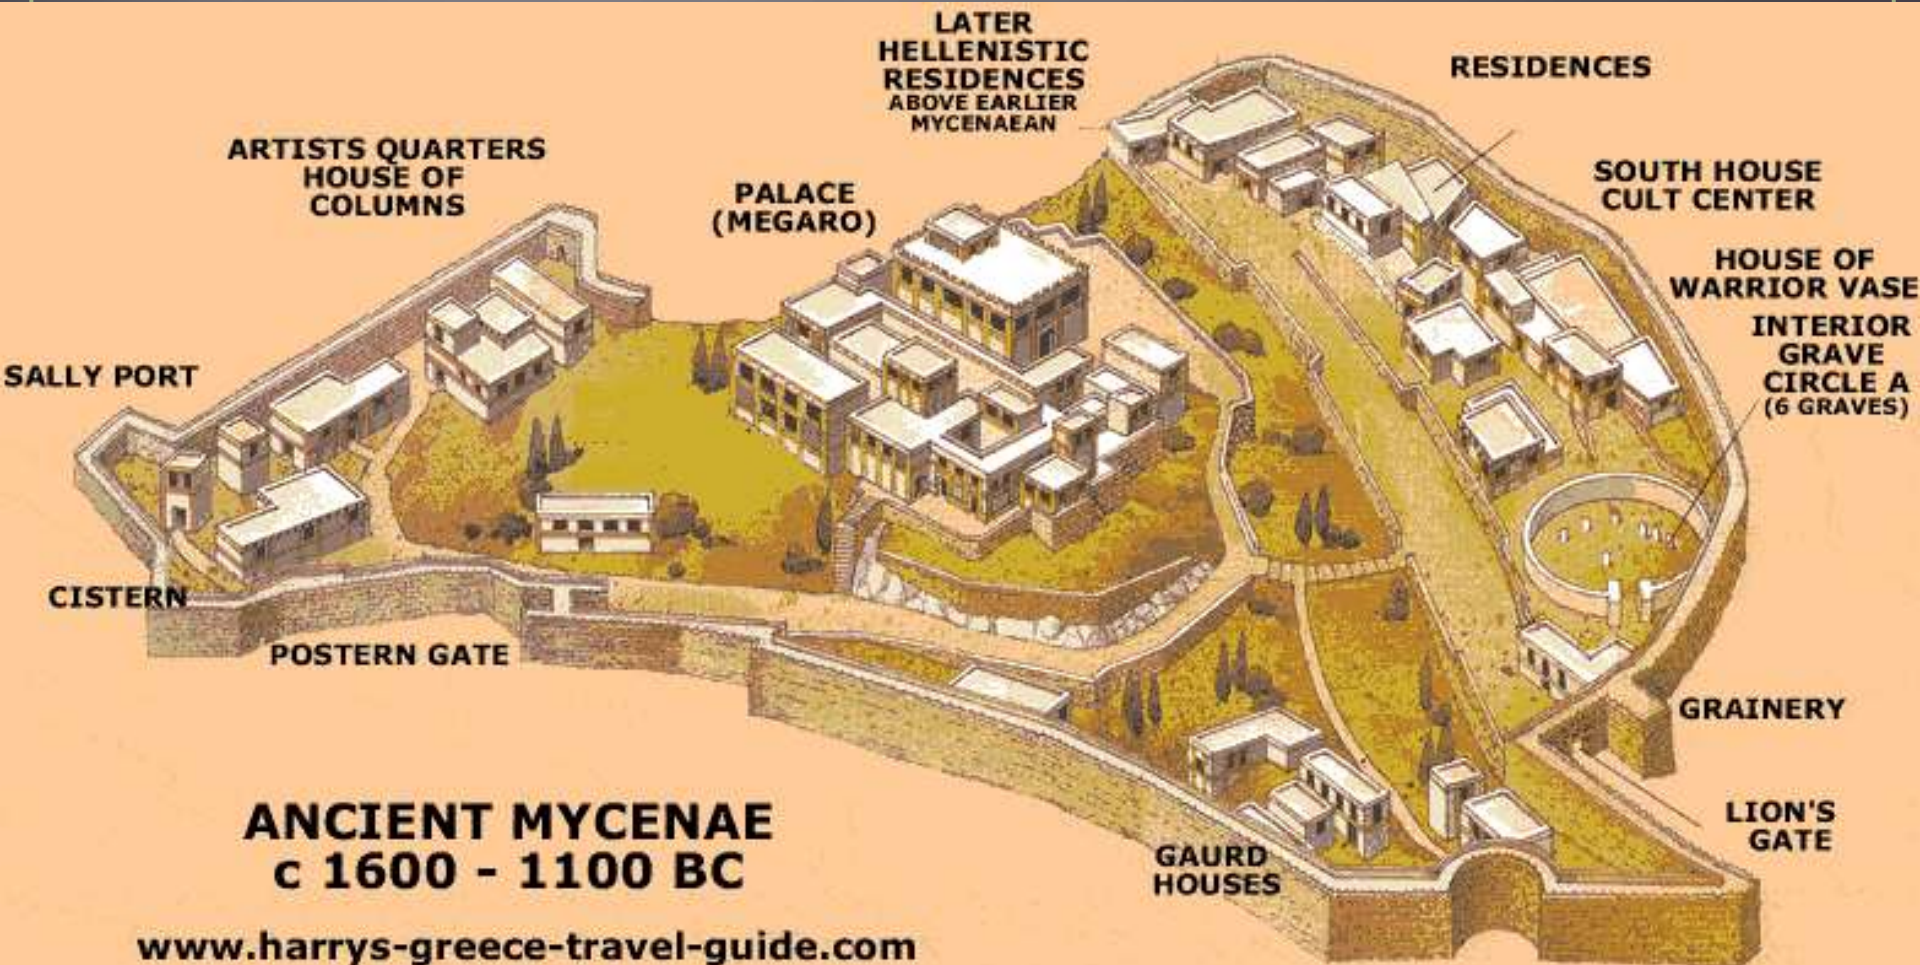 LATER
HELLENISTIC
RESIDENCES
ABOVE EARLIER
MYCENAEAN
RESIDENCES
ARTISTS QUARTERS
HOUSE OF
COLUMNS
PALACE
(MEGARO)
SOUTH HOUSE
CULT CENTER
HOUSE OF
WARRIOR VASE
INTERIOR
GRAVE
CIRCLE A
(6 GRAVES)
SALLY PORT
CISTERN
POSTERN GATE
GRAINERY
LION'S
GATE
GAURD
HOUSES
ANCIENT MYCENAE
c 1600 - 1100 BC
www.harrys-greece-travel-guide.com